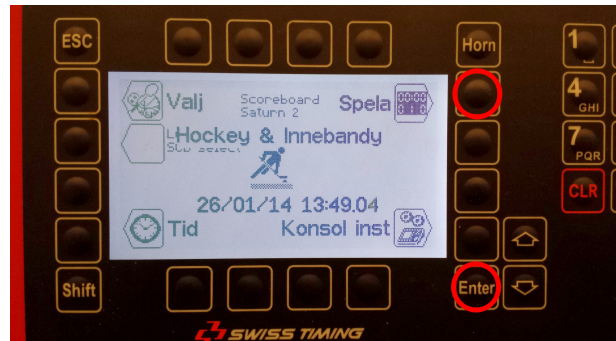 ESC
Horn
1
Valj
Scoreboard
Saturn 2
Spela
4
GHI
Hockey & Innebandy
7
PQR
CLR
26/01/14 13:49.04
Tid
Konsol inst
Shift
Enter
SWISS TIMING